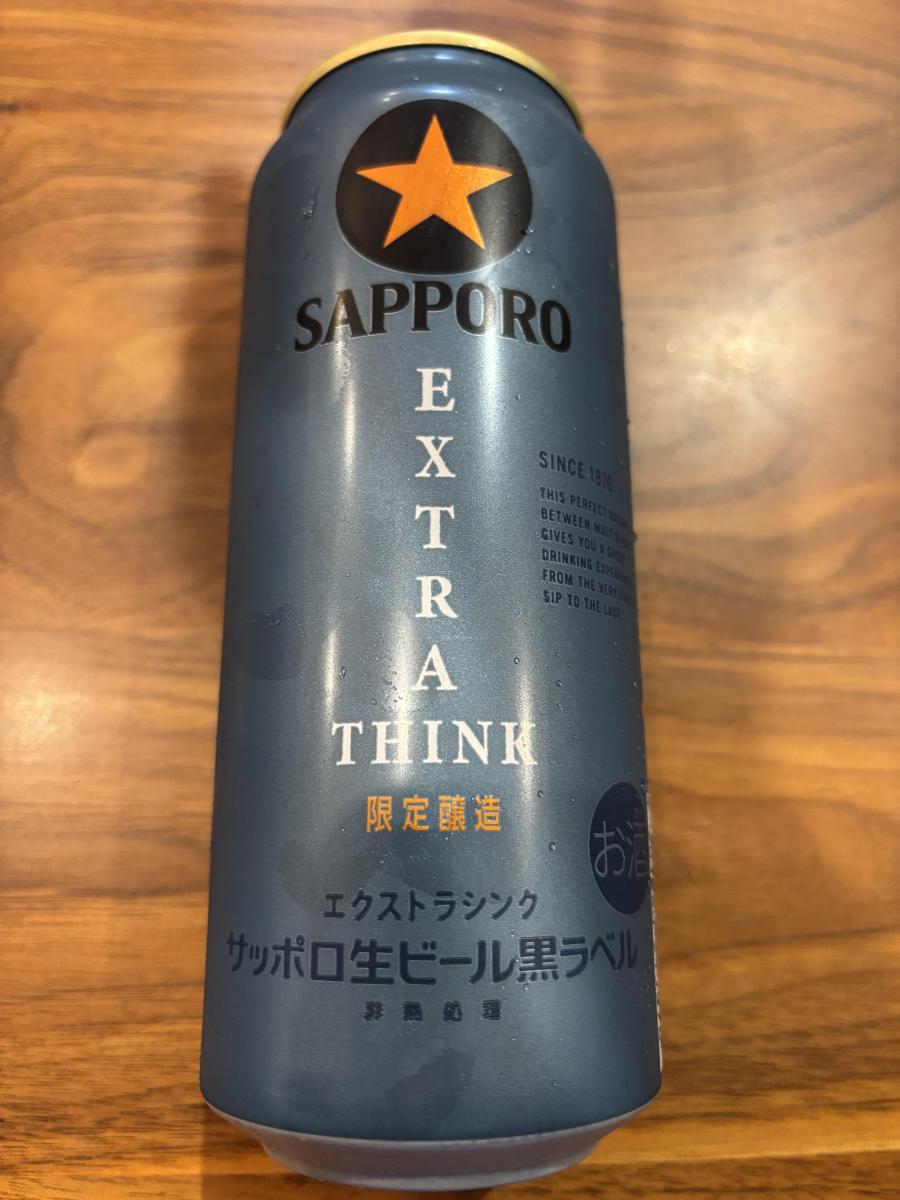 SAPPORO
EXTRA
THINK
限定醸造
エクストラシンク
サッポロ生ビール黒ラベル
非熱処理
SINCE 1876
THIS PERFECT
BETWEEN MALT
GIVES YOU A GREAT
DRINKING
FROM THE VERY
SIP TO THE LAST.
お酒